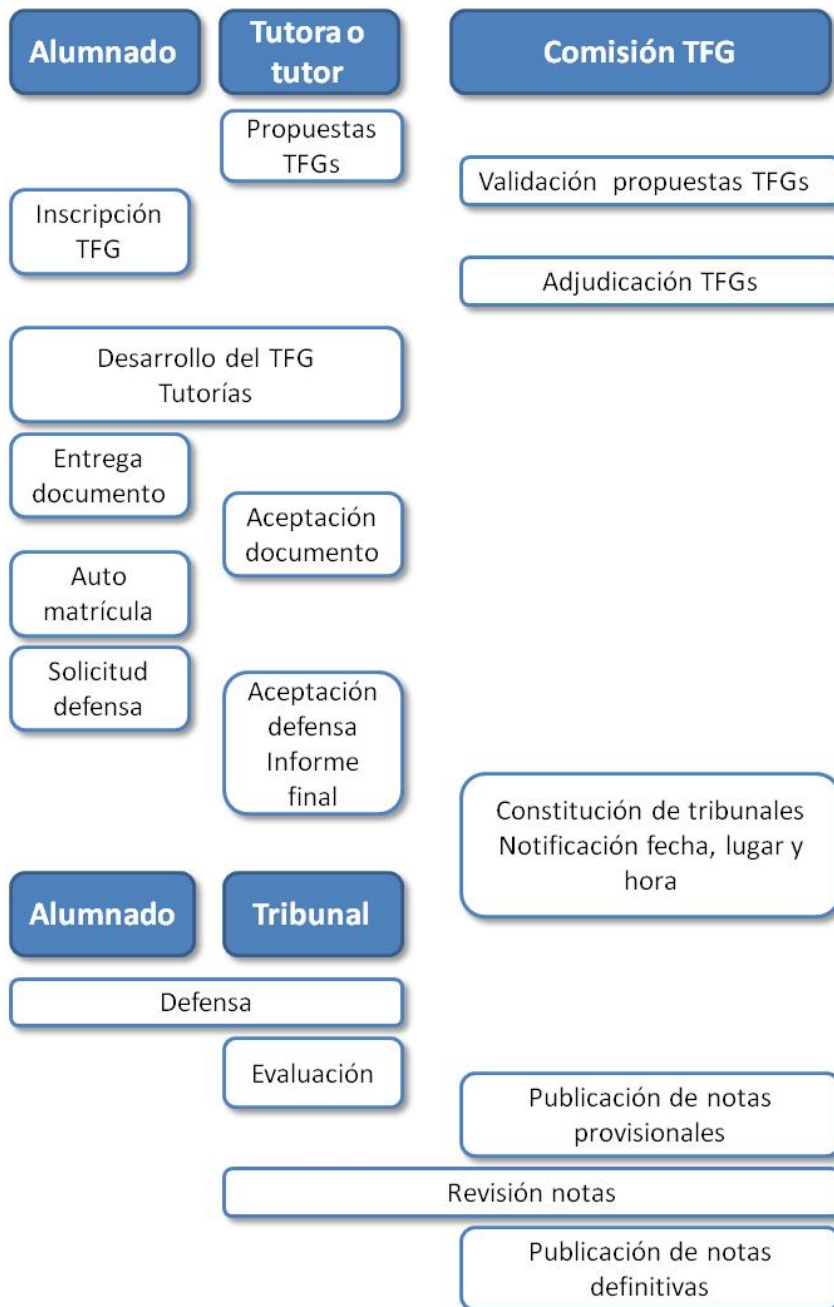 Alumnado
Tutora o
tutor
Comisión TFG
Propuestas
TFGs
Validación propuestas TFGs
Inscripción
TFG
Adjudicación TFGs
Desarrollo del TFG
Tutorías
Entrega
documento
Aceptación
documento
Auto
matrícula
Solicitud
defensa
Aceptación
defensa
Informe
final
Constitución de tribunales
Notificación fecha, lugar y
hora
Alumnado
Tribunal
Defensa
Evaluación
Publicación de notas
provisionales
Revisión notas
Publicación de notas
definitivas